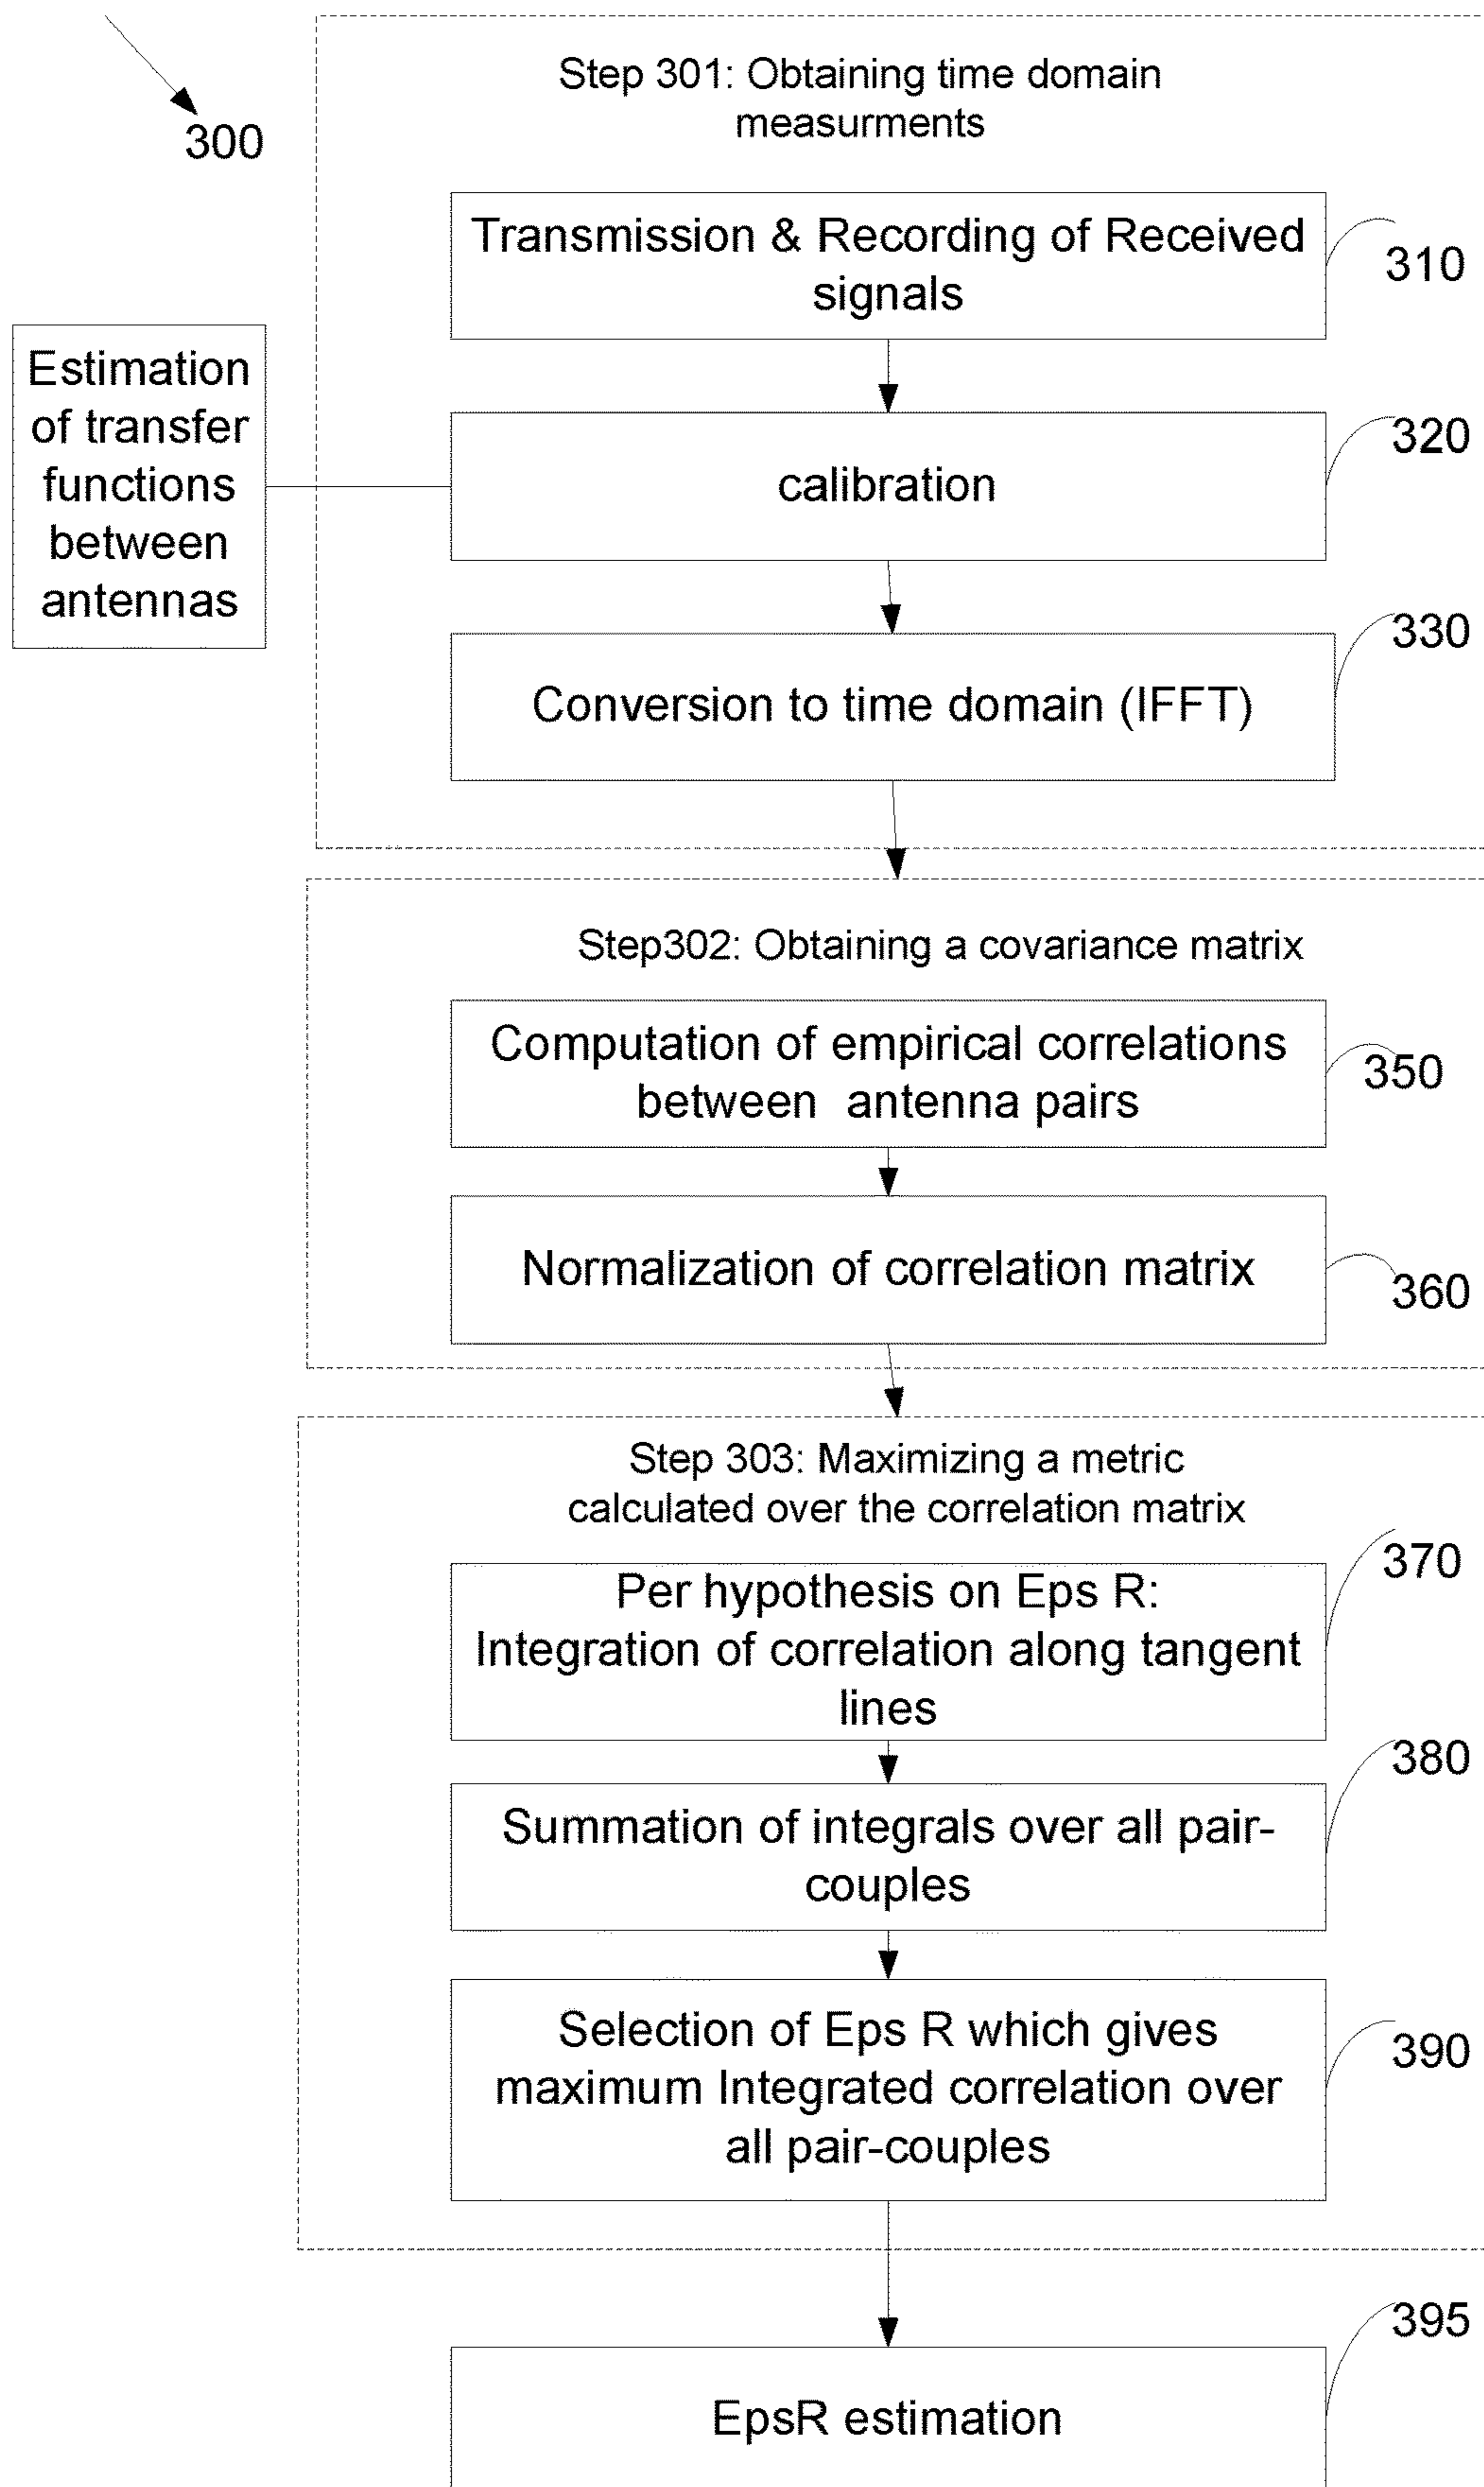 300
Step 301: Obtaining time domain
measurments
Transmission & Recording of Received
signals
310
Estimation
of transfer
functions
between
antennas
calibration
320
Conversion to time domain (IFFT)
330
Step302: Obtaining a covariance matrix
Computation of empirical correlations
between antenna pairs
350
Normalization of correlation matrix
360
Step 303: Maximizing a metric
calculated over the correlation matrix
Per hypothesis on Eps R:
Integration of correlation along tangent
lines
370
Summation of integrals over all pair-
couples
380
Selection of Eps R which gives
maximum Integrated correlation over
all pair-couples
390
EpsR estimation
395